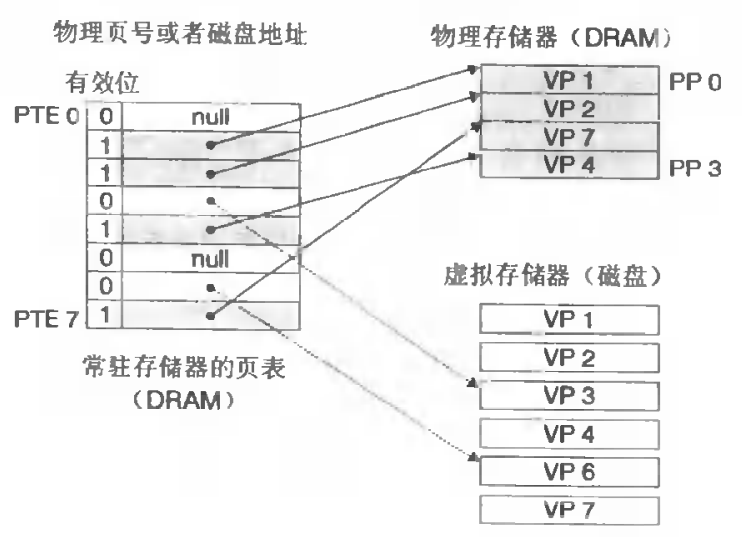 物理页号或者磁盘地址
有效位
PTE 0 0 null
1
1
0
1
0 null
0
PTE 7 1
常驻存储器的页表
（DRAM）
物理存储器（DRAM）
VP 1 PP 0
VP 2
VP 7
VP 4 PP 3
虚拟存储器（磁盘）
VP 1
VP 2
VP 3
VP 4
VP 6
VP 7